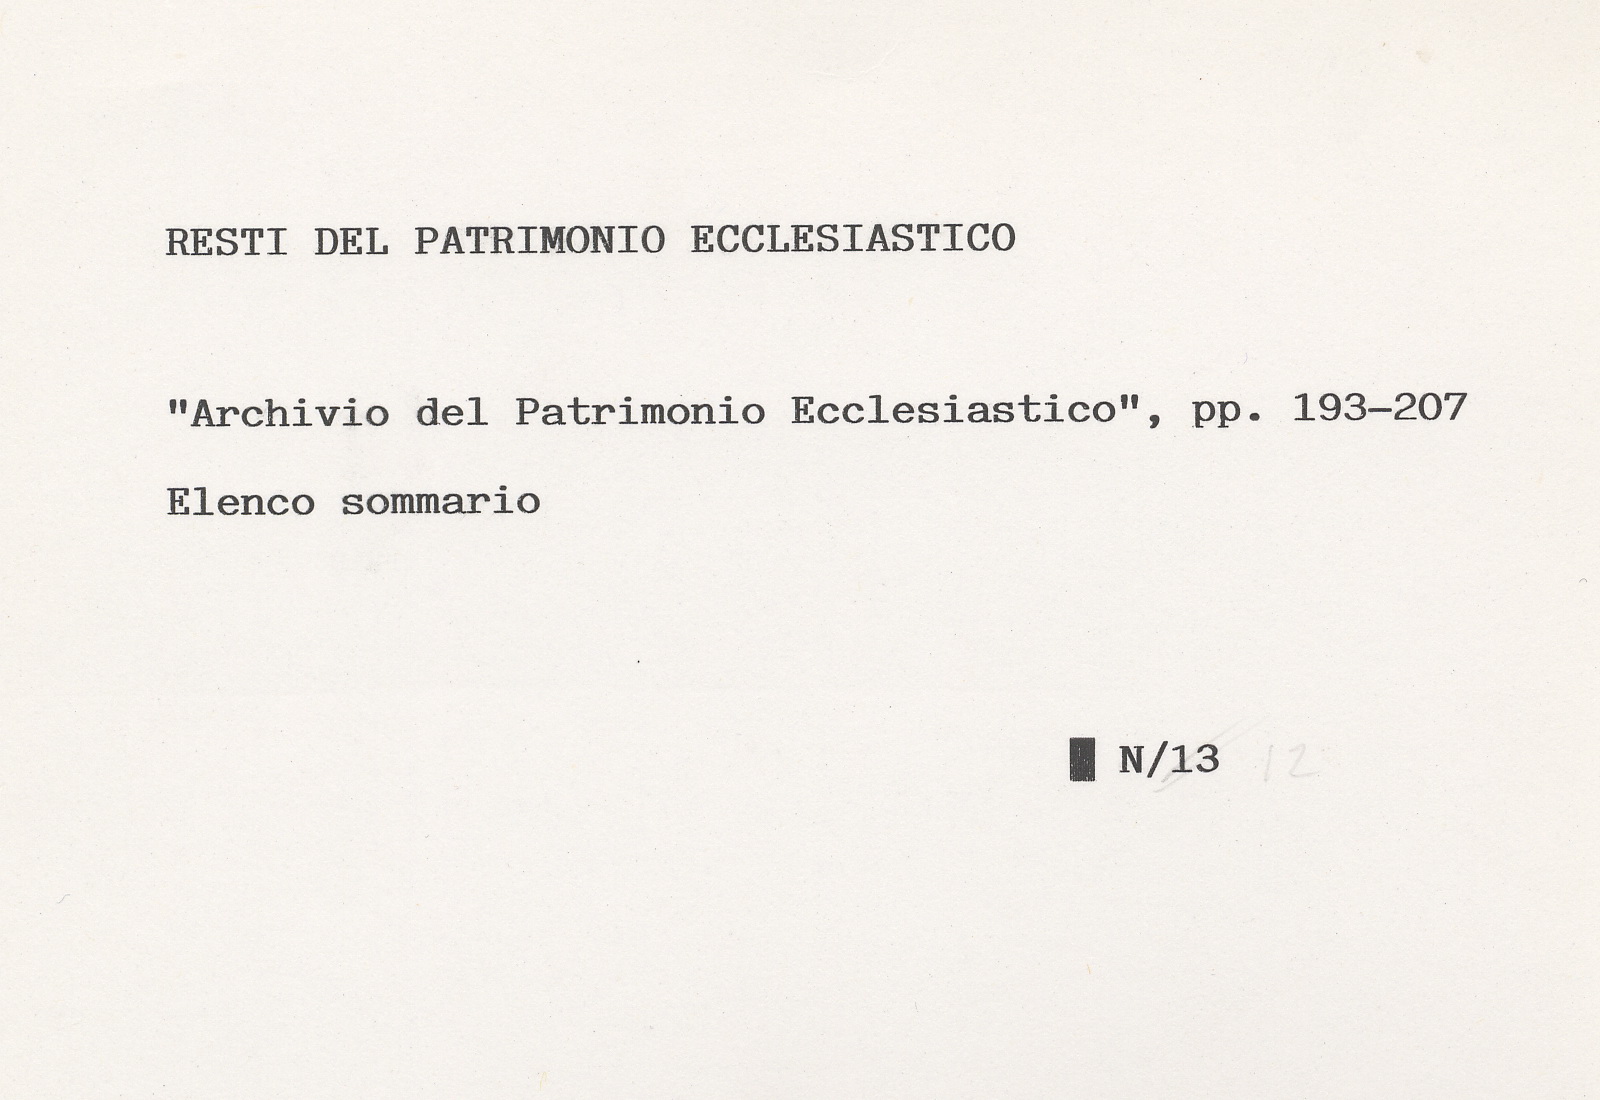 RESTI DEL PATRIMONIO ECCLESIASTICO
"Archivio del Patrimonio Ecclesiastico", pp. 193-207
Elenco sommario
█ N/13 12